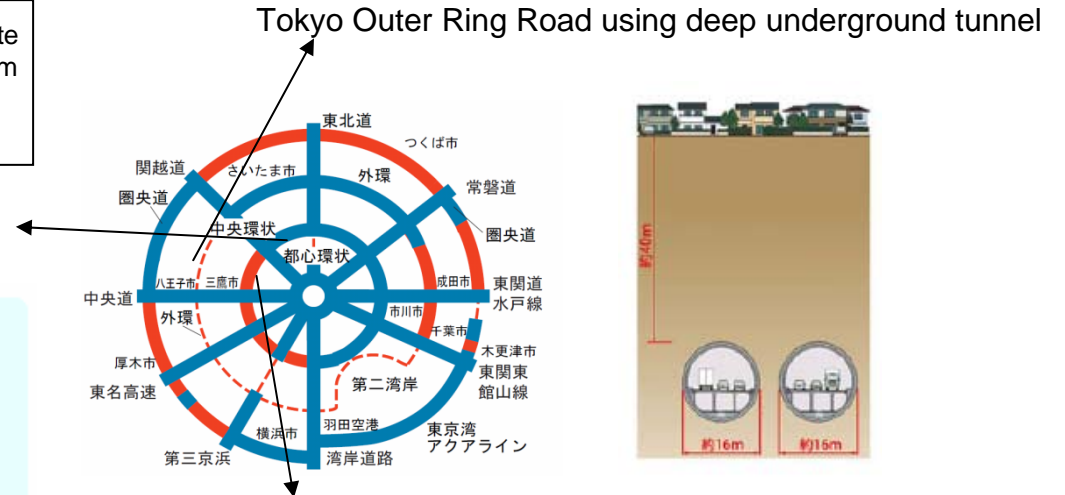 te
m
Tokyo Outer Ring Road using deep underground tunnel
東北道
つくば市
関越道
さいたま市
外環
常磐道
圏央道
中央環状
圏央道
都心環状
八王子市
三鷹市
成田市
東関道
水戸線
中央道
外環
市川市
千葉市
木更津市
厚木市
東関東
館山線
東名高速
第二湾岸
羽田空港
東京湾
アクアライン
横浜市
第三京浜
湾岸道路
約40m
約16m
約16m